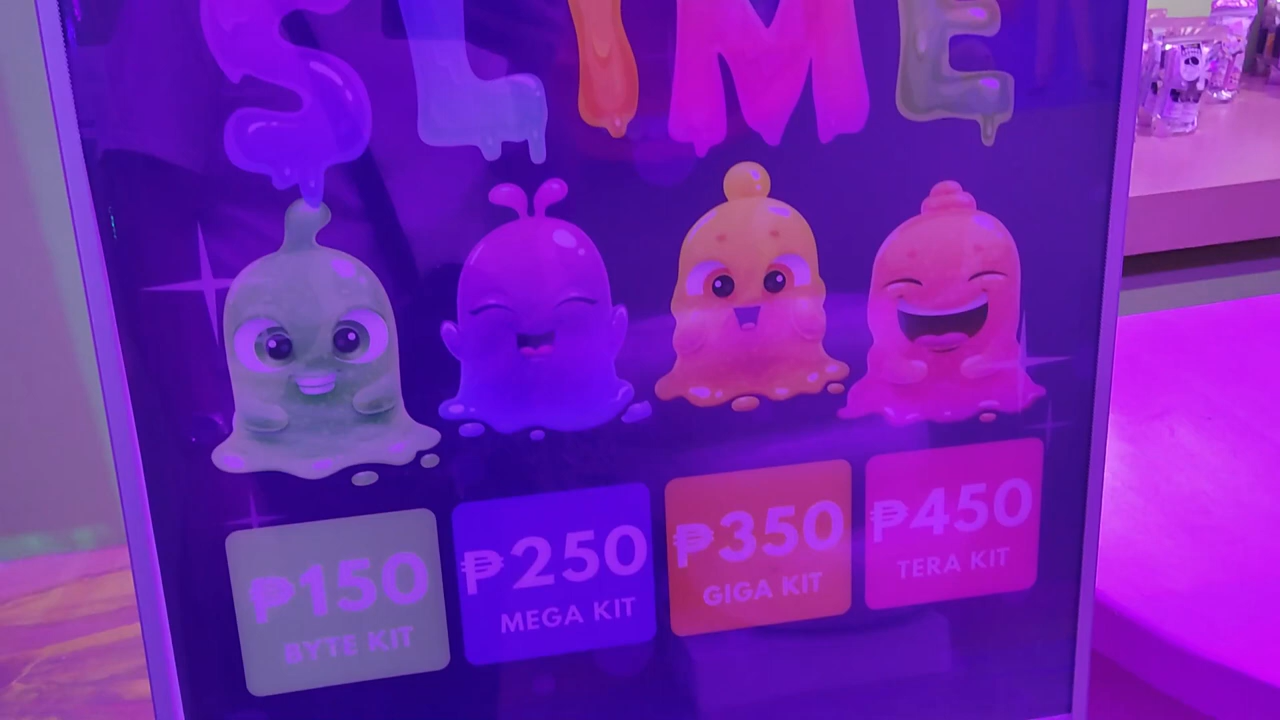 SLIME
₱150
BYTE KIT
₱250
MEGA KIT
₱350
GIGA KIT
₱450
TERA KIT